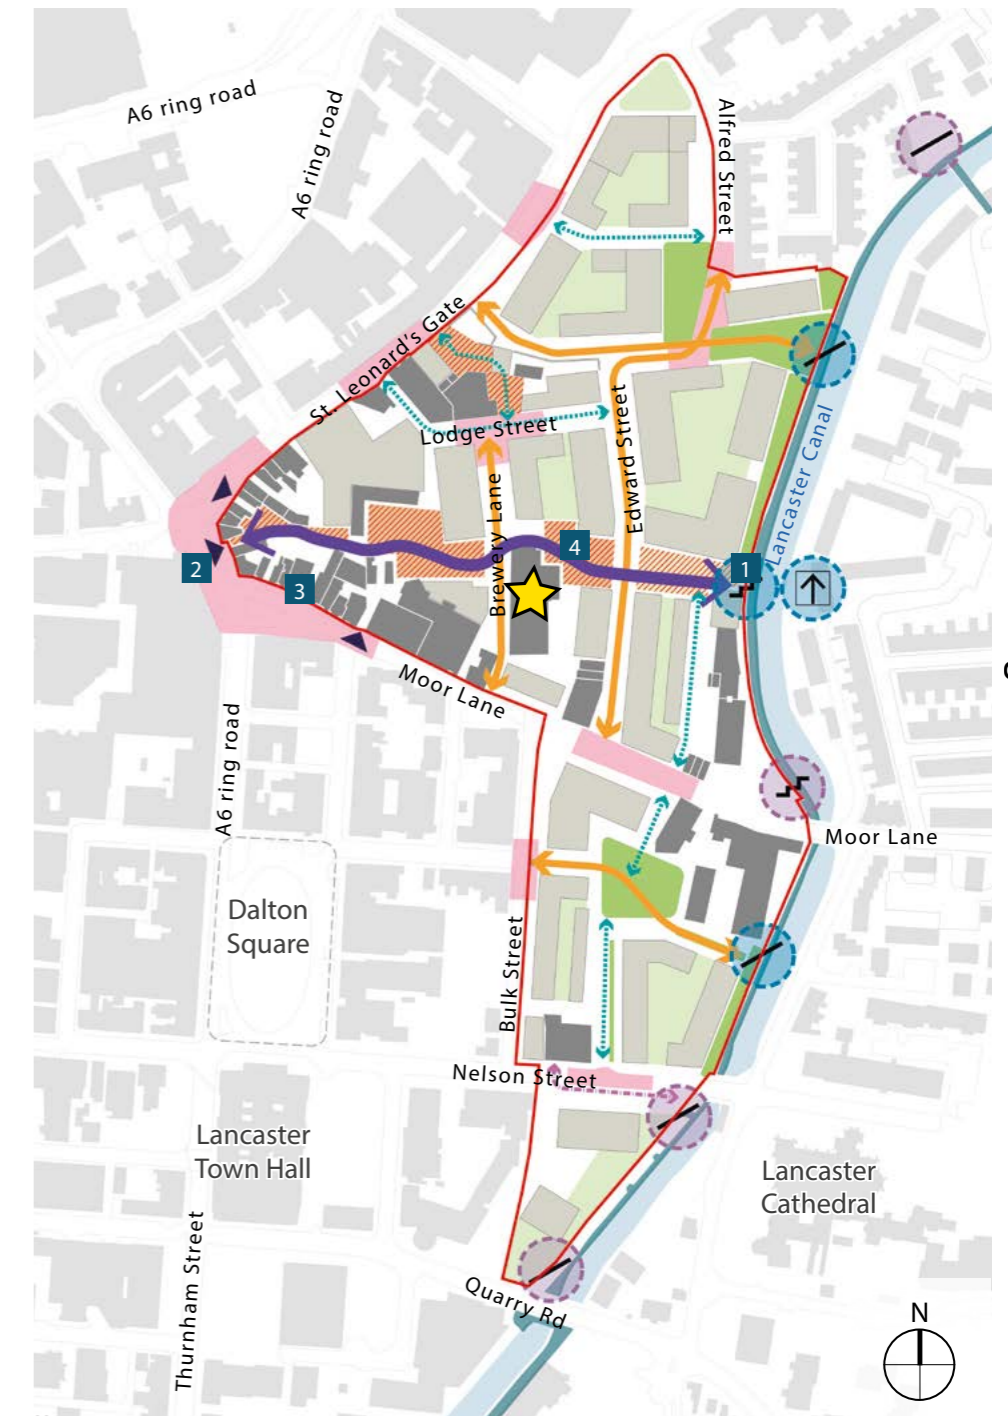 A6 ring road
A6 ring road
Alfred Street
St. Leonard's Gate
Lodge Street
Edward Street
Lancaster Canal
Brewery Lane
4
1
2
3
Moor Lane
A6 ring road
Moor Lane
Dalton
Square
Bulk Street
Nelson Street
Lancaster
Town Hall
Lancaster
Cathedral
Thurnham Street
Quarry Rd
N